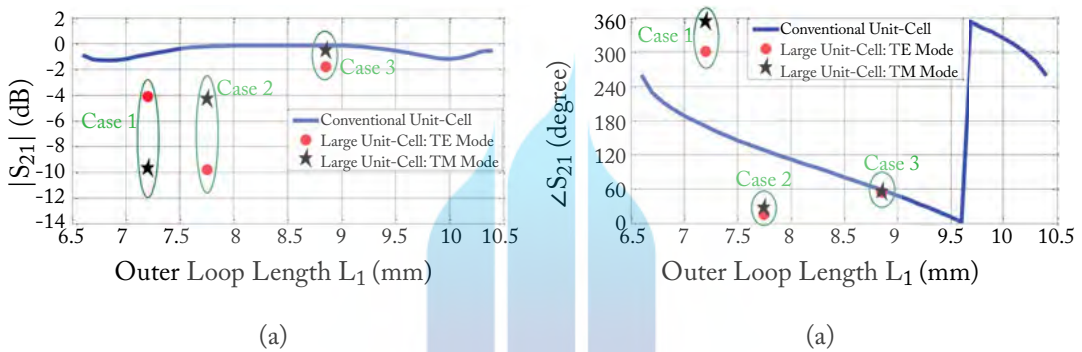 2
0
-2
-4
-6
-8
-10
-12
-14
|S21| (dB)
Case 1
Case 2
Case 3
Conventional Unit-Cell
Large Unit-Cell: TE Mode
Large Unit-Cell: TM Mode
6.5 7 7.5 8 8.5 9 9.5 10 10.5
Outer Loop Length L1 (mm)
(a)
360
300
240
180
120
60
0
∠S21 (degree)
Case 1
Conventional Unit-Cell
Large Unit-Cell: TE Mode
Large Unit-Cell: TM Mode
Case 2
Case 3
6.5 7 7.5 8 8.5 9 9.5 10 10.5
Outer Loop Length L1 (mm)
(a)